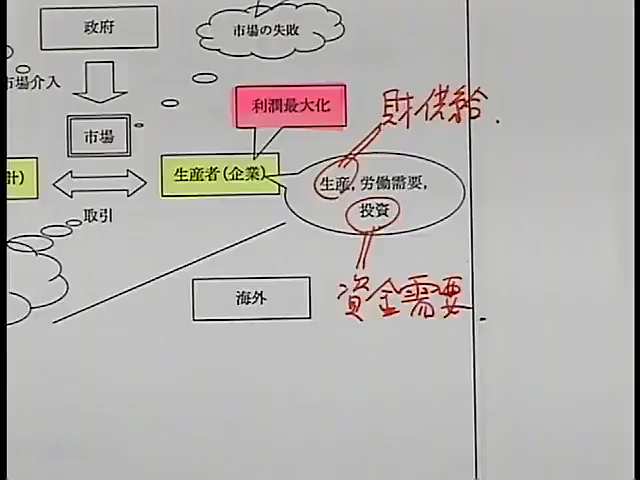 政府
市場の失敗
市場介入
利潤最大化
財供給.
市場
計)
生産者(企業)
生産, 労働需要,
投資
取引
海外
資金需要.